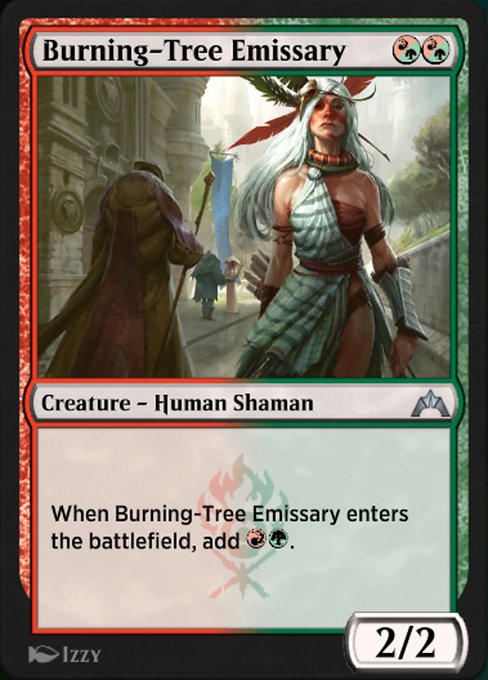 Burning-Tree Emissary
Creature – Human Shaman
When Burning-Tree Emissary enters
the battlefield, add .
2/2
Izzy